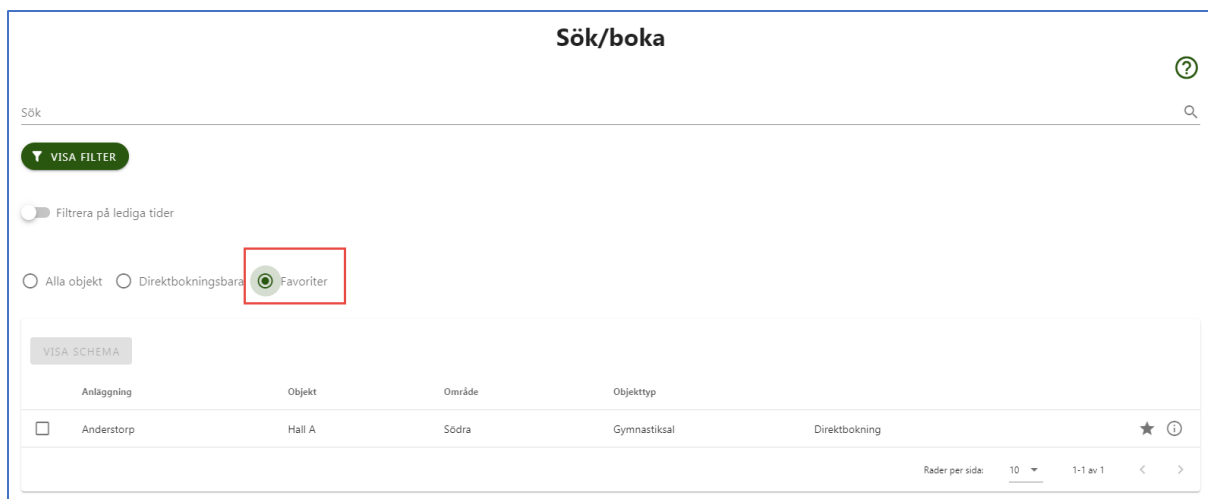 Sök/boka
Sök
VISA FILTER
Filtrera på lediga tider
Alla objekt Direktbokningsbara Favoriter
VISA SCHEMA
Anläggning Objekt Område Objekttyp
Anderstorp Hall A Södra Gymnastiksal Direktbokning
Rader per sida: 10 1-1 av 1